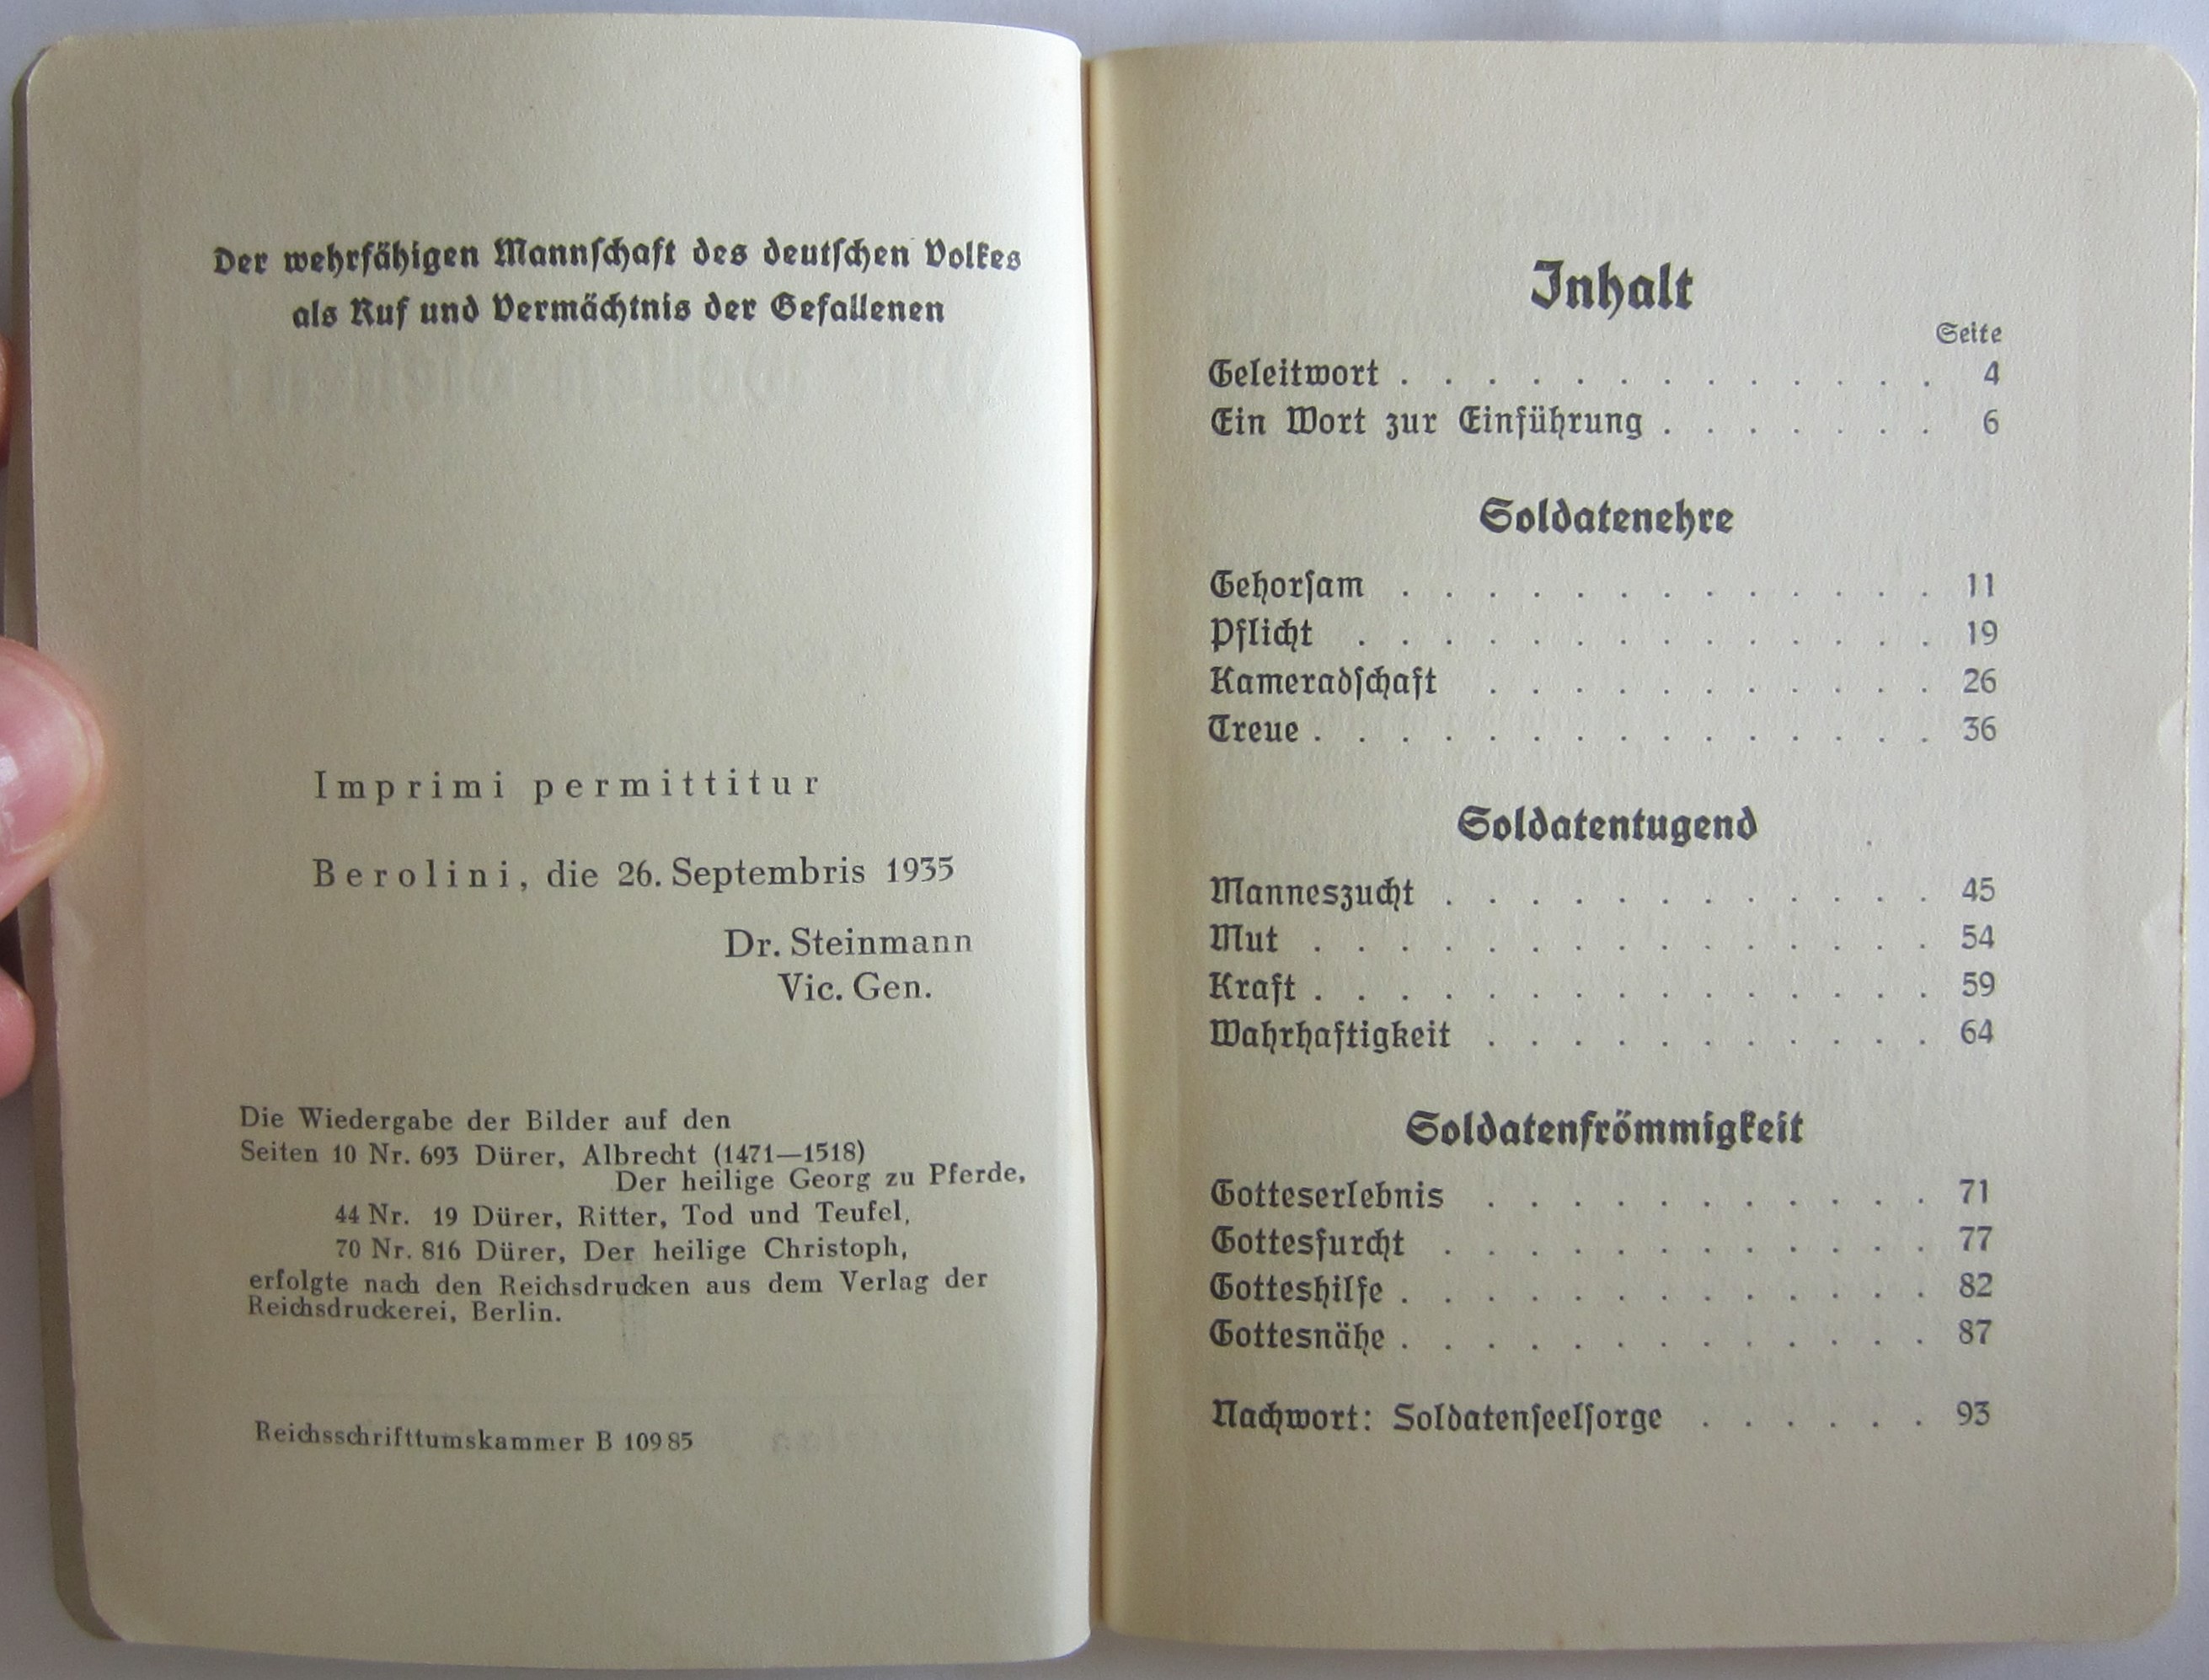 Der wehrfähigen Mannſchaft des deutſchen Volkes
als Ruf und Vermächtnis der Gefallenen
Imprimi permittitur
Berolini, die 26. Septembris 1935
Dr. Steinmann
Vic. Gen.
Die Wiedergabe der Bilder auf den
Seiten 10 Nr. 693 Dürer, Albrecht (1471—1518)
Der heilige Georg zu Pferde,
44 Nr. 19 Dürer, Ritter, Tod und Teufel,
70 Nr. 816 Dürer, Der heilige Christoph,
erfolgte nach den Reichsdrucken aus dem Verlag der
Reichsdruckerei, Berlin.
Reichsschrifttumskammer B 10985
Inhalt
Seite
Geleitwort . . . . . . . . . . . . . 4
Ein Wort zur Einführung . . . . . . . 6
Soldatenehre
Gehorſam . . . . . . . . . . . . . 11
Pflicht . . . . . . . . . . . . . . 19
Kameradſchaft . . . . . . . . . . . 26
Treue . . . . . . . . . . . . . . . 36
Soldatentugend
Manneszucht . . . . . . . . . . . . 45
Mut . . . . . . . . . . . . . . . 54
Kraft . . . . . . . . . . . . . . . 59
Wahrhaftigkeit . . . . . . . . . . . 64
Soldatenfrömmigkeit
Gotteserlebnis . . . . . . . . . . . 71
Gottesfurcht . . . . . . . . . . . . 77
Gotteshilfe . . . . . . . . . . . . . 82
Gottesnähe . . . . . . . . . . . . . 87
Nachwort: Soldatenſeelſorge . . . . . . 93